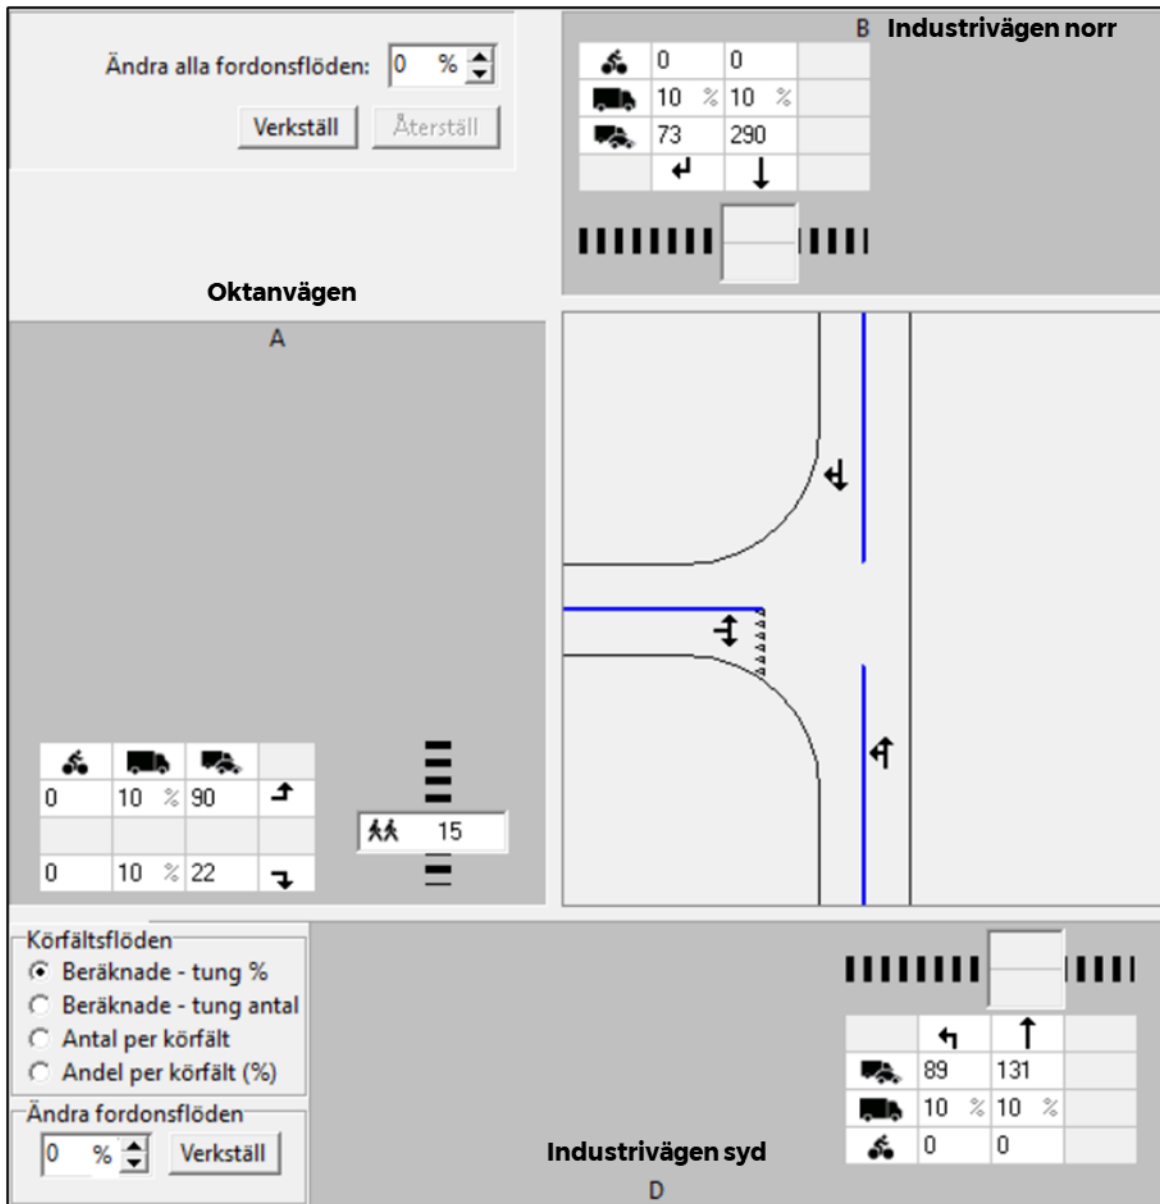 B Industrivägen norr
Ändra alla fordonsflöden: 0 %
Verkställ Återställ
0 0
10 % 10 %
73 290
Oktanvägen
A
0 10 % 90
15
0 10 % 22
Körfältsflöden
Beräknade - tung %
Beräknade - tung antal
Antal per körfält
Andel per körfält (%)
Ändra fordonsflöden
0 % Verkställ
89 131
10 % 10 %
0 0
Industrivägen syd
D